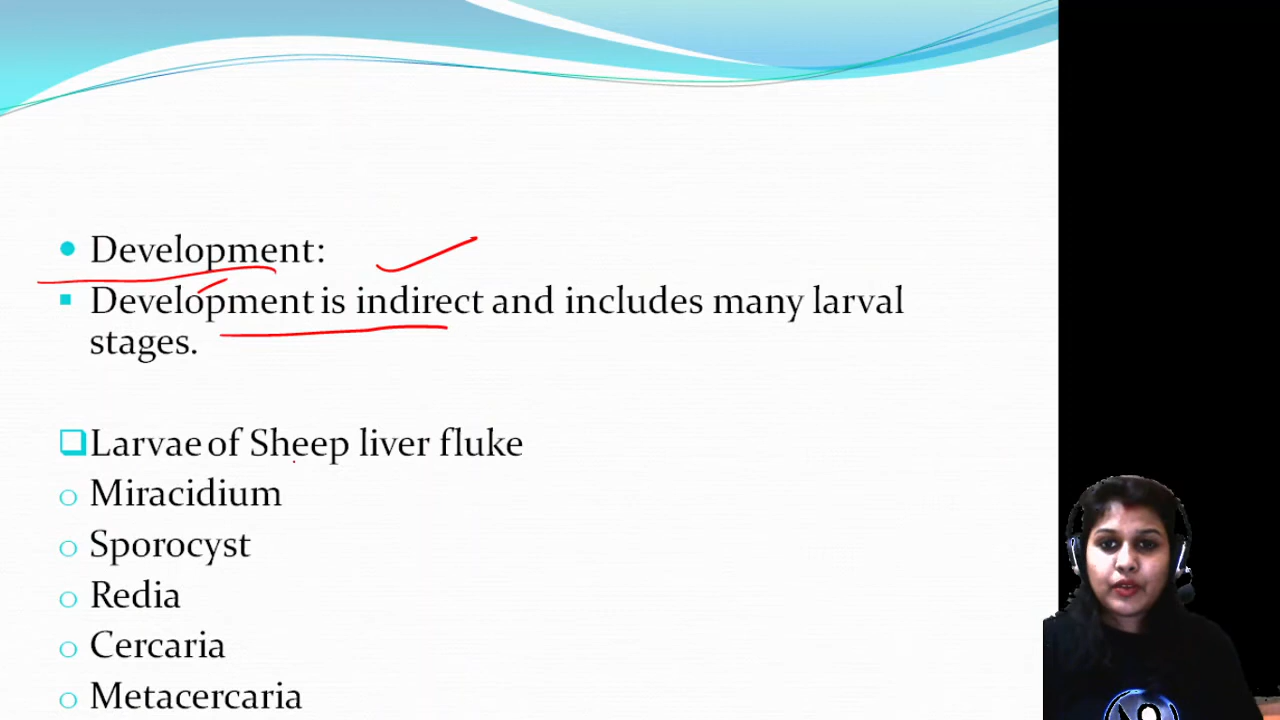 Development:
Development is indirect and includes many larval
stages.
Larvae of Sheep liver fluke
Miracidium
Sporocyst
Redia
Cercaria
Metacercaria